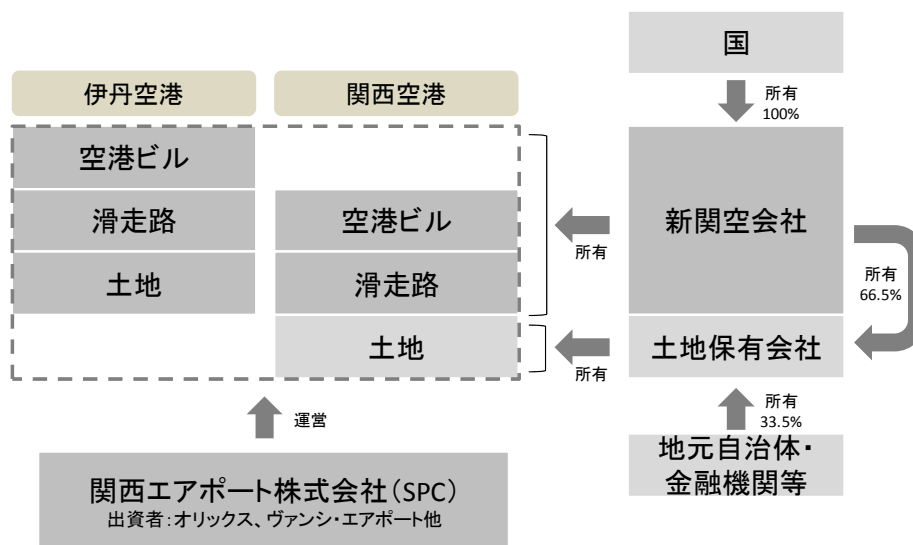 国
所有
100%
伊丹空港
関西空港
空港ビル
滑走路
土地
空港ビル
滑走路
土地
所有
所有
新関空会社
土地保有会社
所有
66.5%
所有
33.5%
地元自治体・
金融機関等
運営
関西エアポート株式会社(SPC)
出資者:オリックス、ヴァンシ・エアポート他